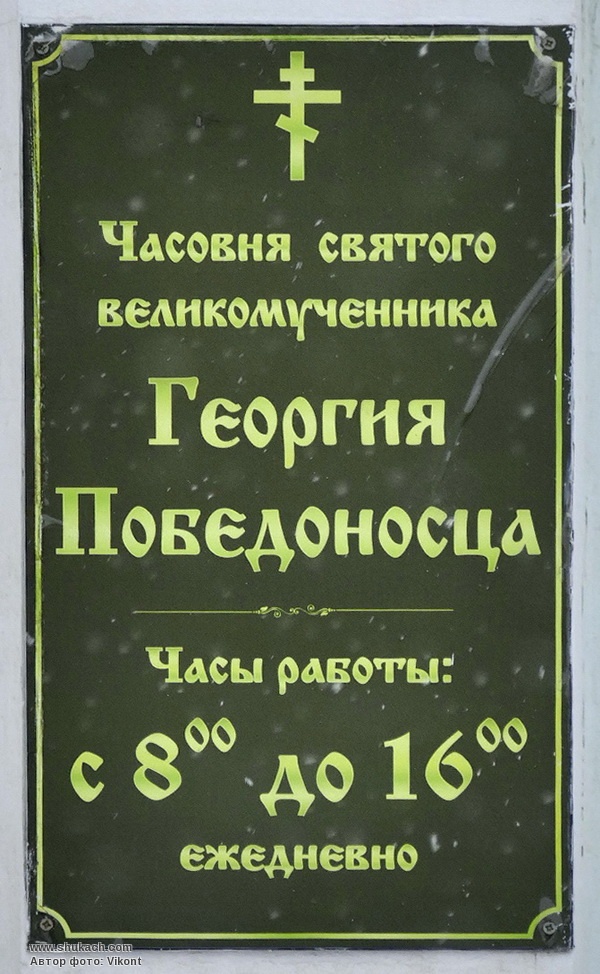 Часовня святого
великомученника
Георгия
Победоносца
Часы работы:
с 8⁰⁰ до 16⁰⁰
ежедневно
www.shukach.com
Автор фото: Vikont